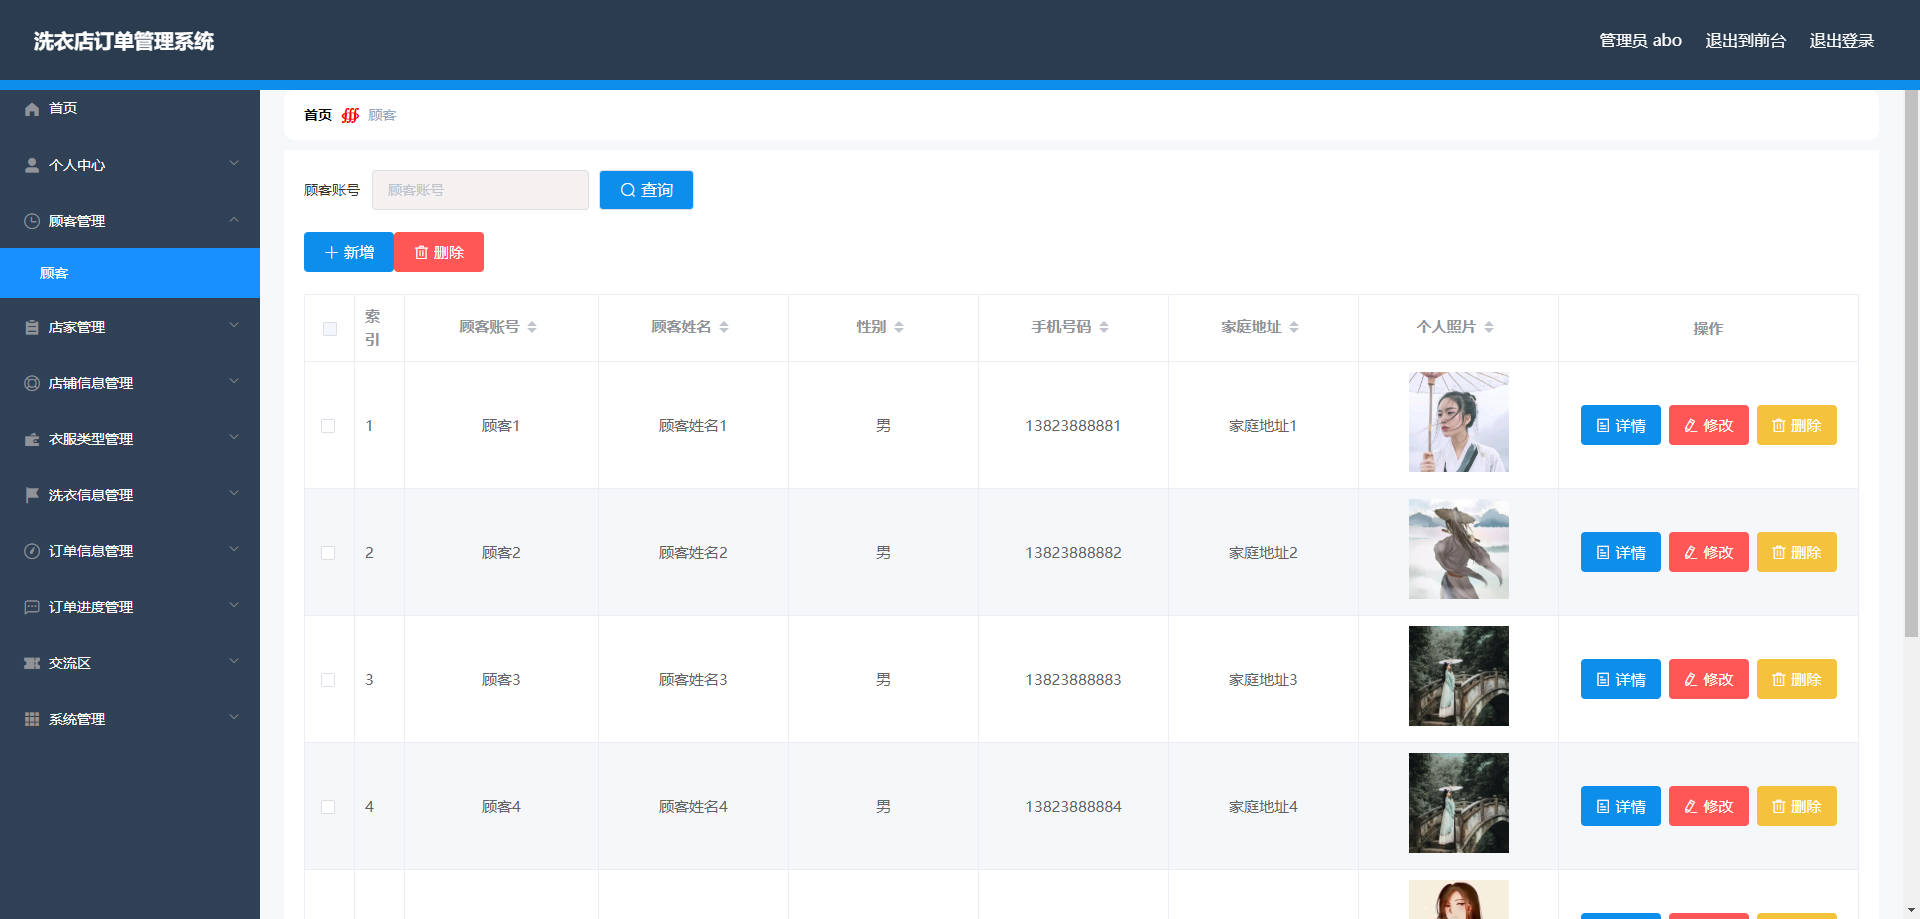 洗衣店订单管理系统
管理员 abo 退出到前台 退出登录
首页
个人中心
顾客管理
顾客
店家管理
店铺信息管理
衣服类型管理
洗衣信息管理
订单信息管理
订单进度管理
交流区
系统管理
首页 顾客
顾客账号 顾客账号 查询
新增 删除
索引 顾客账号 顾客姓名 性别 手机号码 家庭地址 个人照片 操作
1 顾客1 顾客姓名1 男 13823888881 家庭地址1 详情 修改 删除
2 顾客2 顾客姓名2 男 13823888882 家庭地址2 详情 修改 删除
3 顾客3 顾客姓名3 男 13823888883 家庭地址3 详情 修改 删除
4 顾客4 顾客姓名4 男 13823888884 家庭地址4 详情 修改 删除